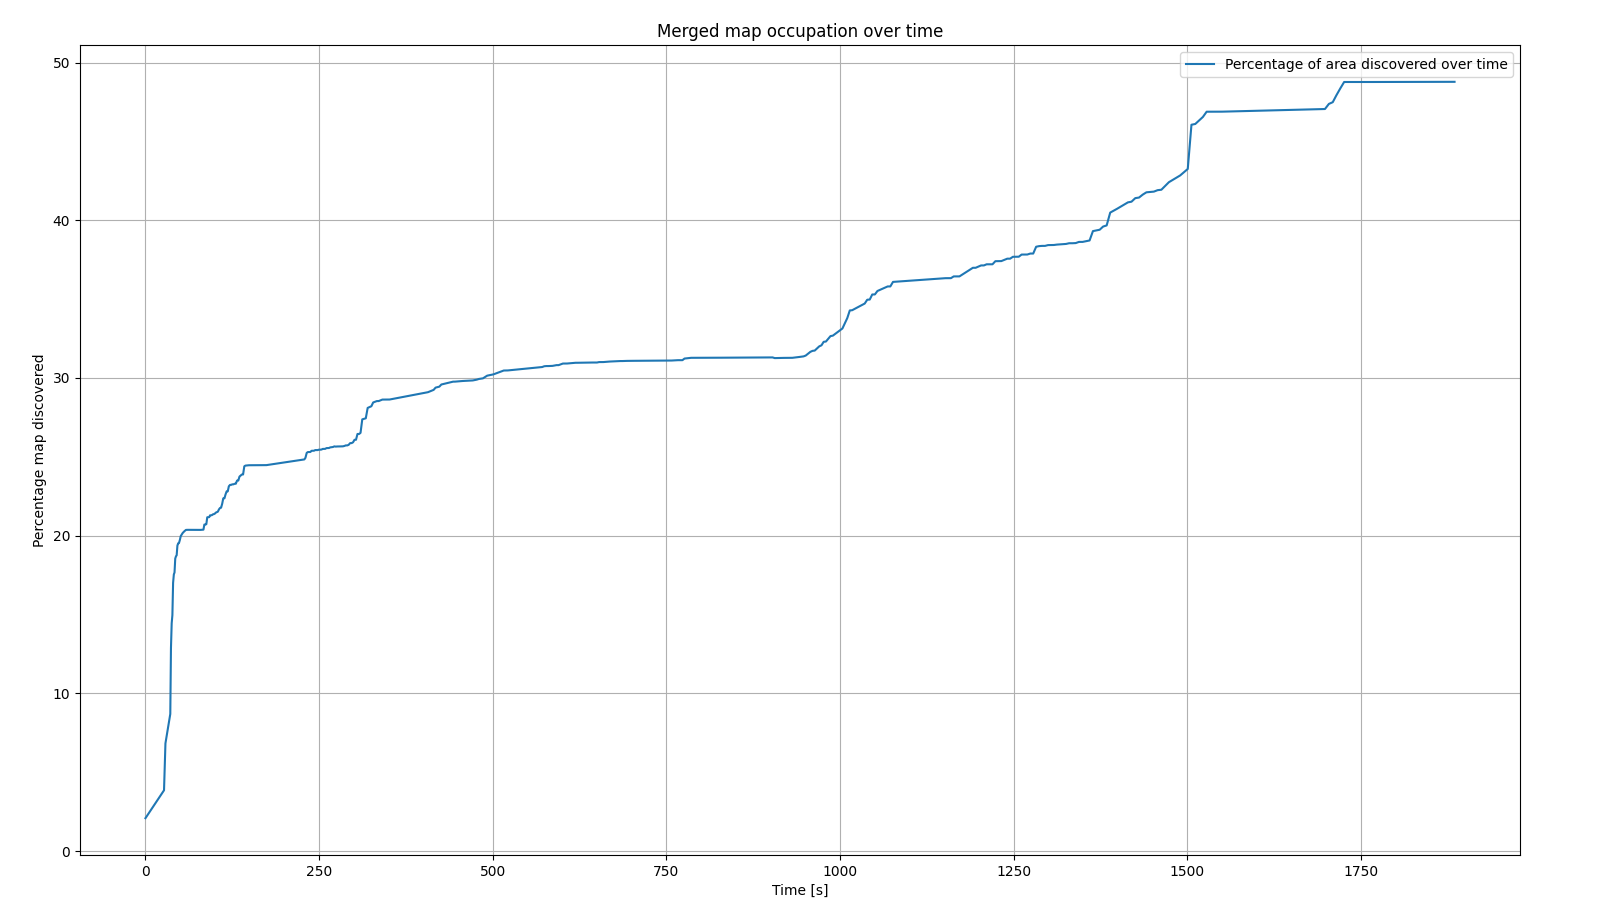 Merged map occupation over time
Percentage of area discovered over time
Percentage map discovered
50
40
30
20
10
0
0 250 500 750 1000 1250 1500 1750
Time [s]